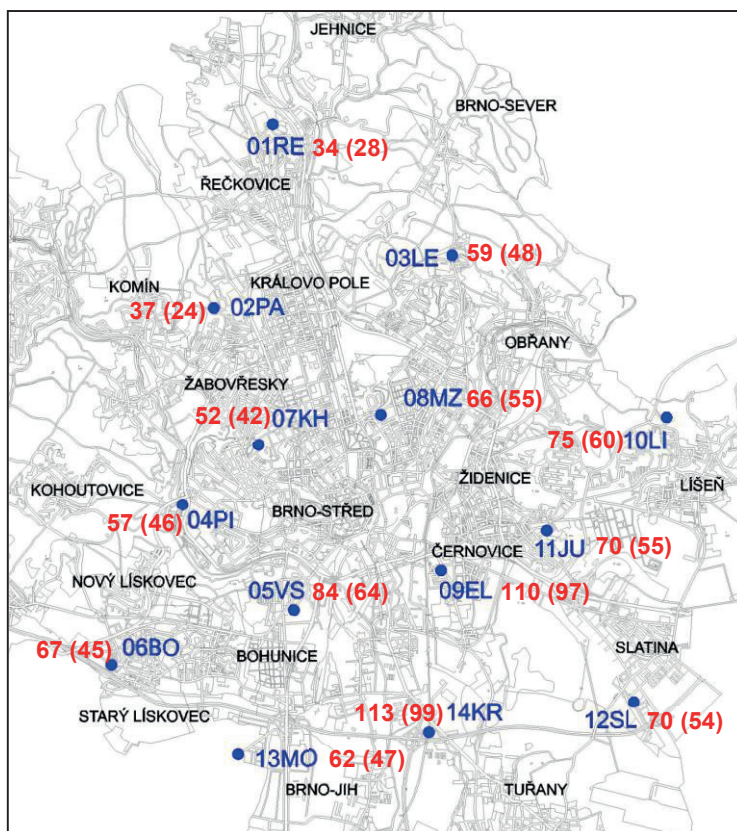 JEHNICE
BRNO-SEVER
01RE 34 (28)
ŘEČKOVICE
03LE 59 (48)
KOMÍN
KRÁLOVO POLE
37 (24) 02PA
OBŘANY
ŽABOVŘESKY
08MZ 66 (55)
52 (42) 07KH
75 (60) 10LI
ŽIDENICE
KOHOUTOVICE
LÍŠEŇ
BRNO-STŘED
57 (46) 04PI
11JU 70 (55)
ČERNOVICE
NOVÝ LÍSKOVEC
05VS 84 (64)
09EL 110 (97)
67 (45) 06BO
BOHUNICE
SLATINA
STARÝ LÍSKOVEC
113 (99) 14KR
12SL 70 (54)
13MO 62 (47)
BRNO-JIH
TUŘANY